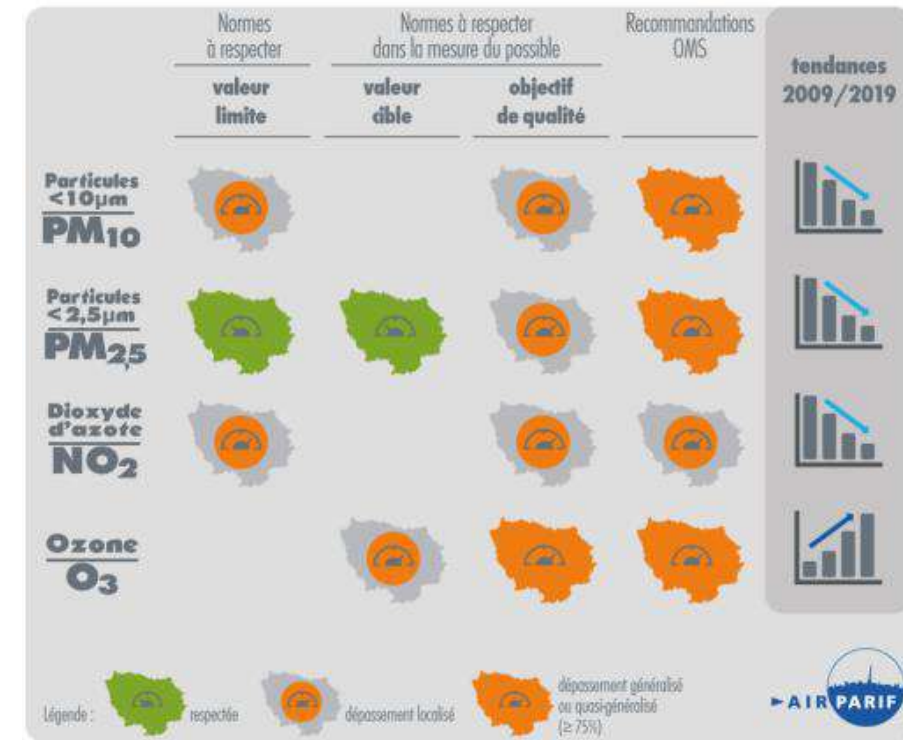 Normes
à respecter
Normes à respecter
dans la mesure du possible
Recommandations
OMS
tendances
2009/2019
valeur
limite
valeur
cible
objectif
de qualité
Particules
<10µm
PM10
Particules
<2,5µm
PM2,5
Dioxyde
d'azote
NO2
Ozone
O3
Légende :
respectée
dépassement localisé
dépassement généralisé
ou quasi-généralisé
(≥ 75%)
AIRPARIF